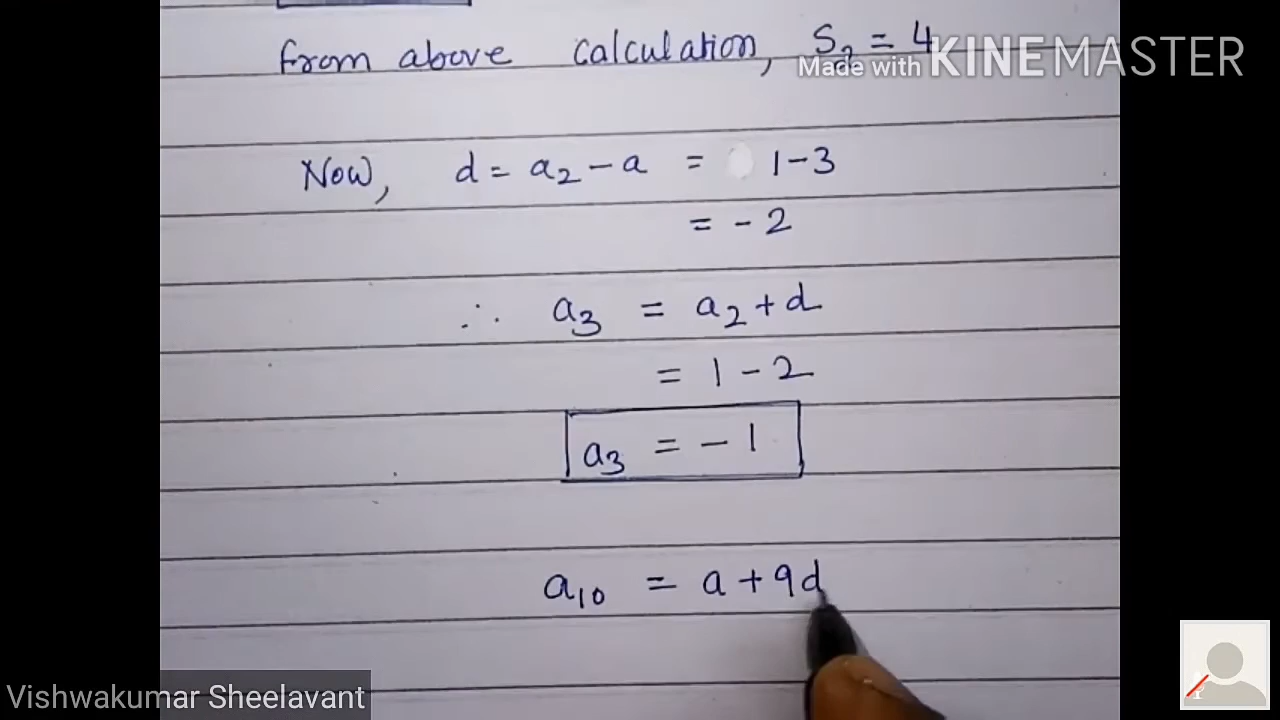 from above calculation, S₂ = 4
Made with KINEMASTER
Now, d = a₂ - a = 1 - 3
= - 2
∴ a₃ = a₂ + d
= 1 - 2
a₃ = - 1
a₁₀ = a + 9d
Vishwakumar Sheelavant